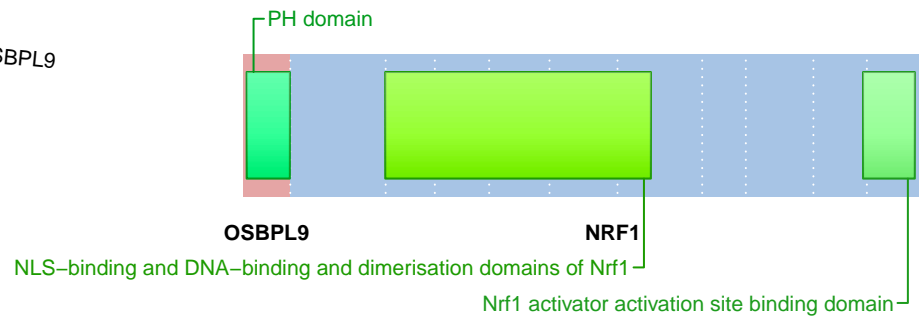 PH domain
SBPL9
OSBPL9 NRF1
NLS−binding and DNA−binding and dimerisation domains of Nrf1
Nrf1 activator activation site binding domain